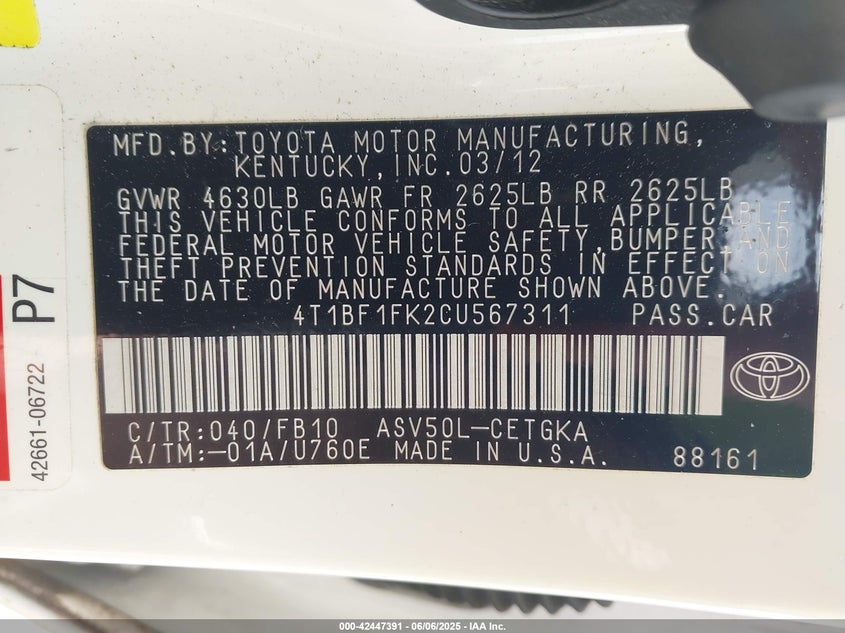 MFD.BY:TOYOTA MOTOR MANUFACTURING,
KENTUCKY,INC.03/12
GVWR 4630LB GAWR FR 2625LB RR 2625LB
THIS VEHICLE CONFORMS TO ALL APPLICABLE
FEDERAL MOTOR VEHICLE SAFETY,BUMPER,AND
THEFT PREVENTION STANDARDS IN EFFECT ON
THE DATE OF MANUFACTURE SHOWN ABOVE.
4T1BF1FK2CU567311 PASS.CAR
C/TR:040/FB10 ASV50L-CETGKA
A/TM:-01A/U760E MADE IN U.S.A. 88161
P7
42661-06722
000-42447391 - 06/06/2025 - IAA Inc.